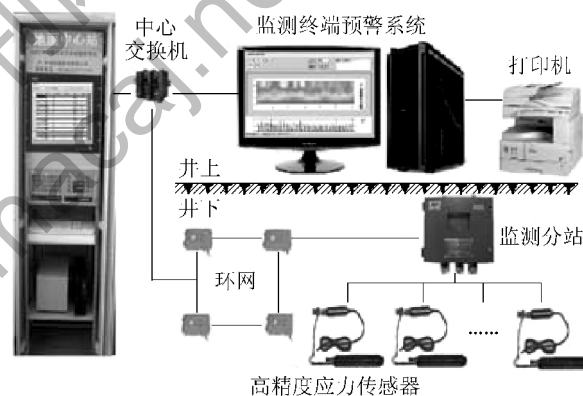 中心
交换机
监测终端预警系统
打印机
井上
井下
监测分站
环网
……
高精度应力传感器